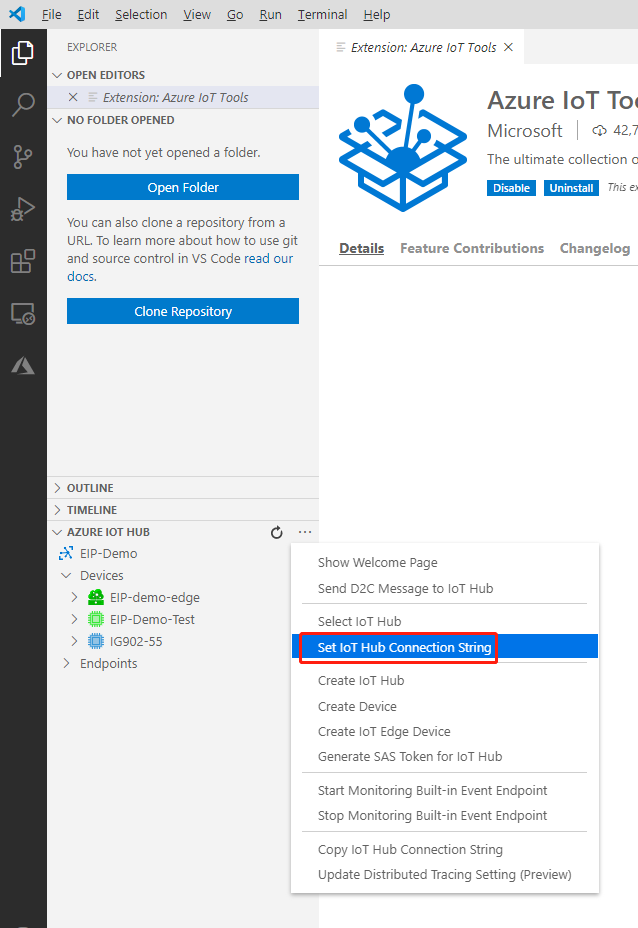 File Edit Selection View Go Run Terminal Help
EXPLORER
OPEN EDITORS
Extension: Azure IoT Tools
NO FOLDER OPENED
You have not yet opened a folder.
Open Folder
You can also clone a repository from a
URL. To learn more about how to use git
and source control in VS Code read our
docs.
Clone Repository
OUTLINE
TIMELINE
AZURE IOT HUB
EIP-Demo
Devices
EIP-demo-edge
EIP-Demo-Test
IG902-55
Endpoints
Extension: Azure IoT Tools
Azure IoT Too
Microsoft 42,7
The ultimate collection o
Disable Uninstall This ex
Details Feature Contributions Changelog
Show Welcome Page
Send D2C Message to IoT Hub
Select IoT Hub
Set IoT Hub Connection String
Create IoT Hub
Create Device
Create IoT Edge Device
Generate SAS Token for IoT Hub
Start Monitoring Built-in Event Endpoint
Stop Monitoring Built-in Event Endpoint
Copy IoT Hub Connection String
Update Distributed Tracing Setting (Preview)